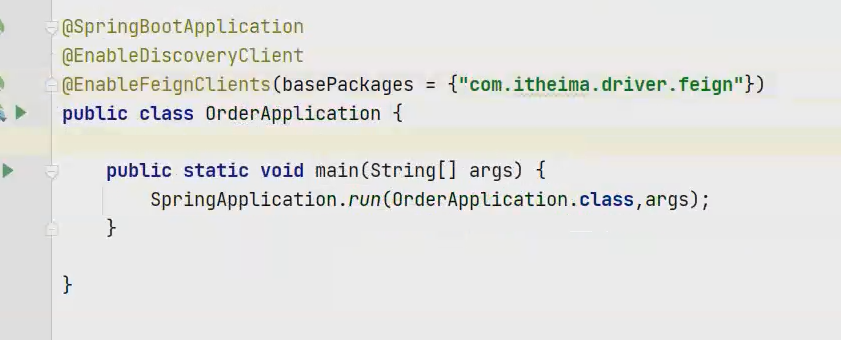 @SpringBootApplication
@EnableDiscoveryClient
@EnableFeignClients(basePackages = {"com.itheima.driver.feign"})
public class OrderApplication {
public static void main(String[] args) {
SpringApplication.run(OrderApplication.class,args);
}
}